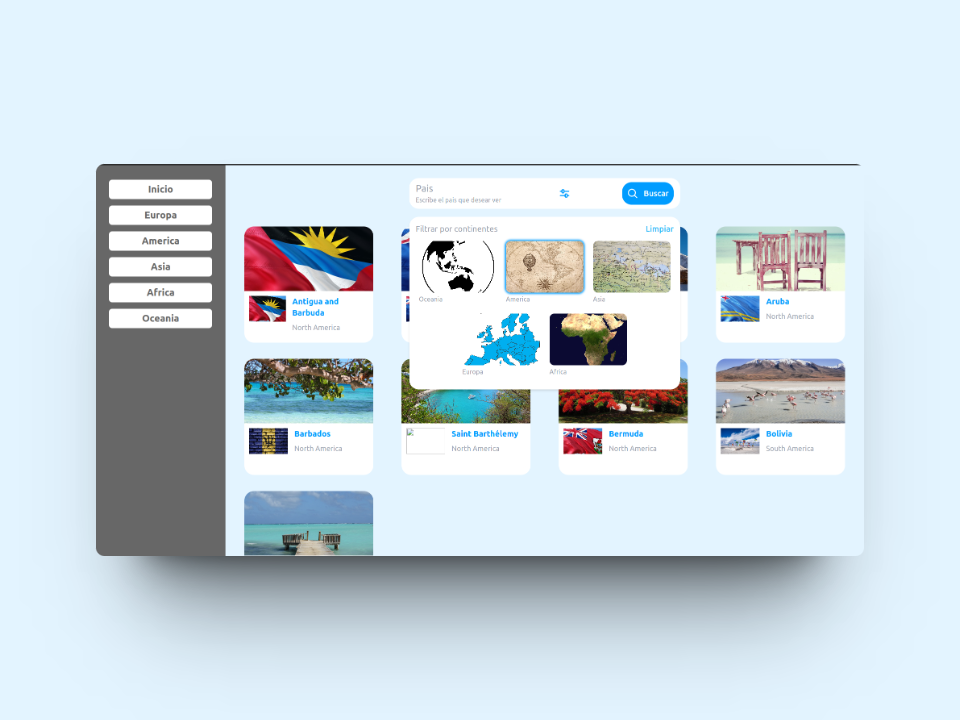 Inicio
Europa
America
Asia
Africa
Oceania
País
Escribe el país que desear ver
Buscar
Filtrar por continentes
Limpiar
Oceania
America
Asia
Europa
Africa
Antigua and
Barbuda
North America
Aruba
North America
Barbados
North America
Saint Barthélemy
North America
Bermuda
North America
Bolivia
South America